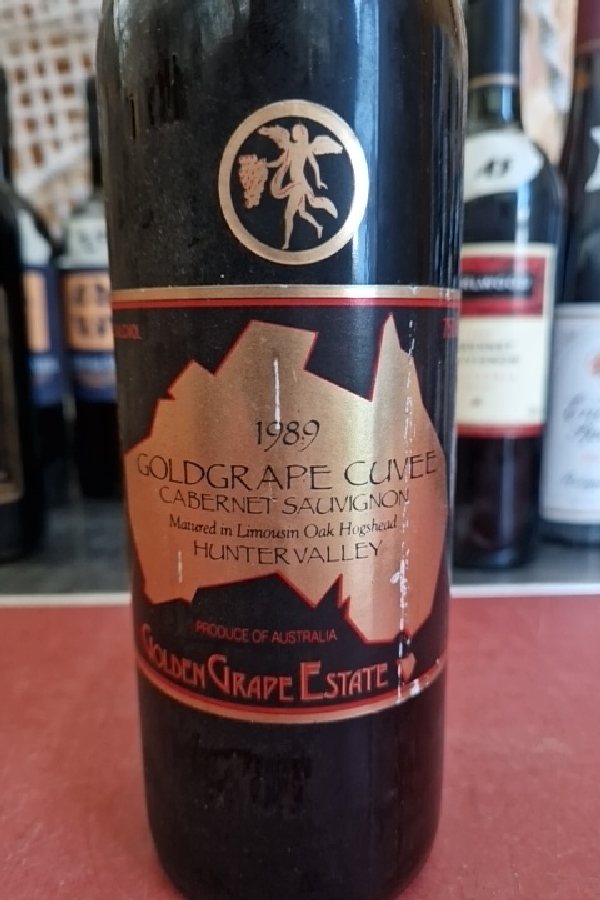 1989
GOLDGRAPE CUVEE
CABERNET SAUVIGNON
Matured in Limousin Oak Hogshead
HUNTER VALLEY
PRODUCE OF AUSTRALIA
GOLDEN GRAPE ESTATE